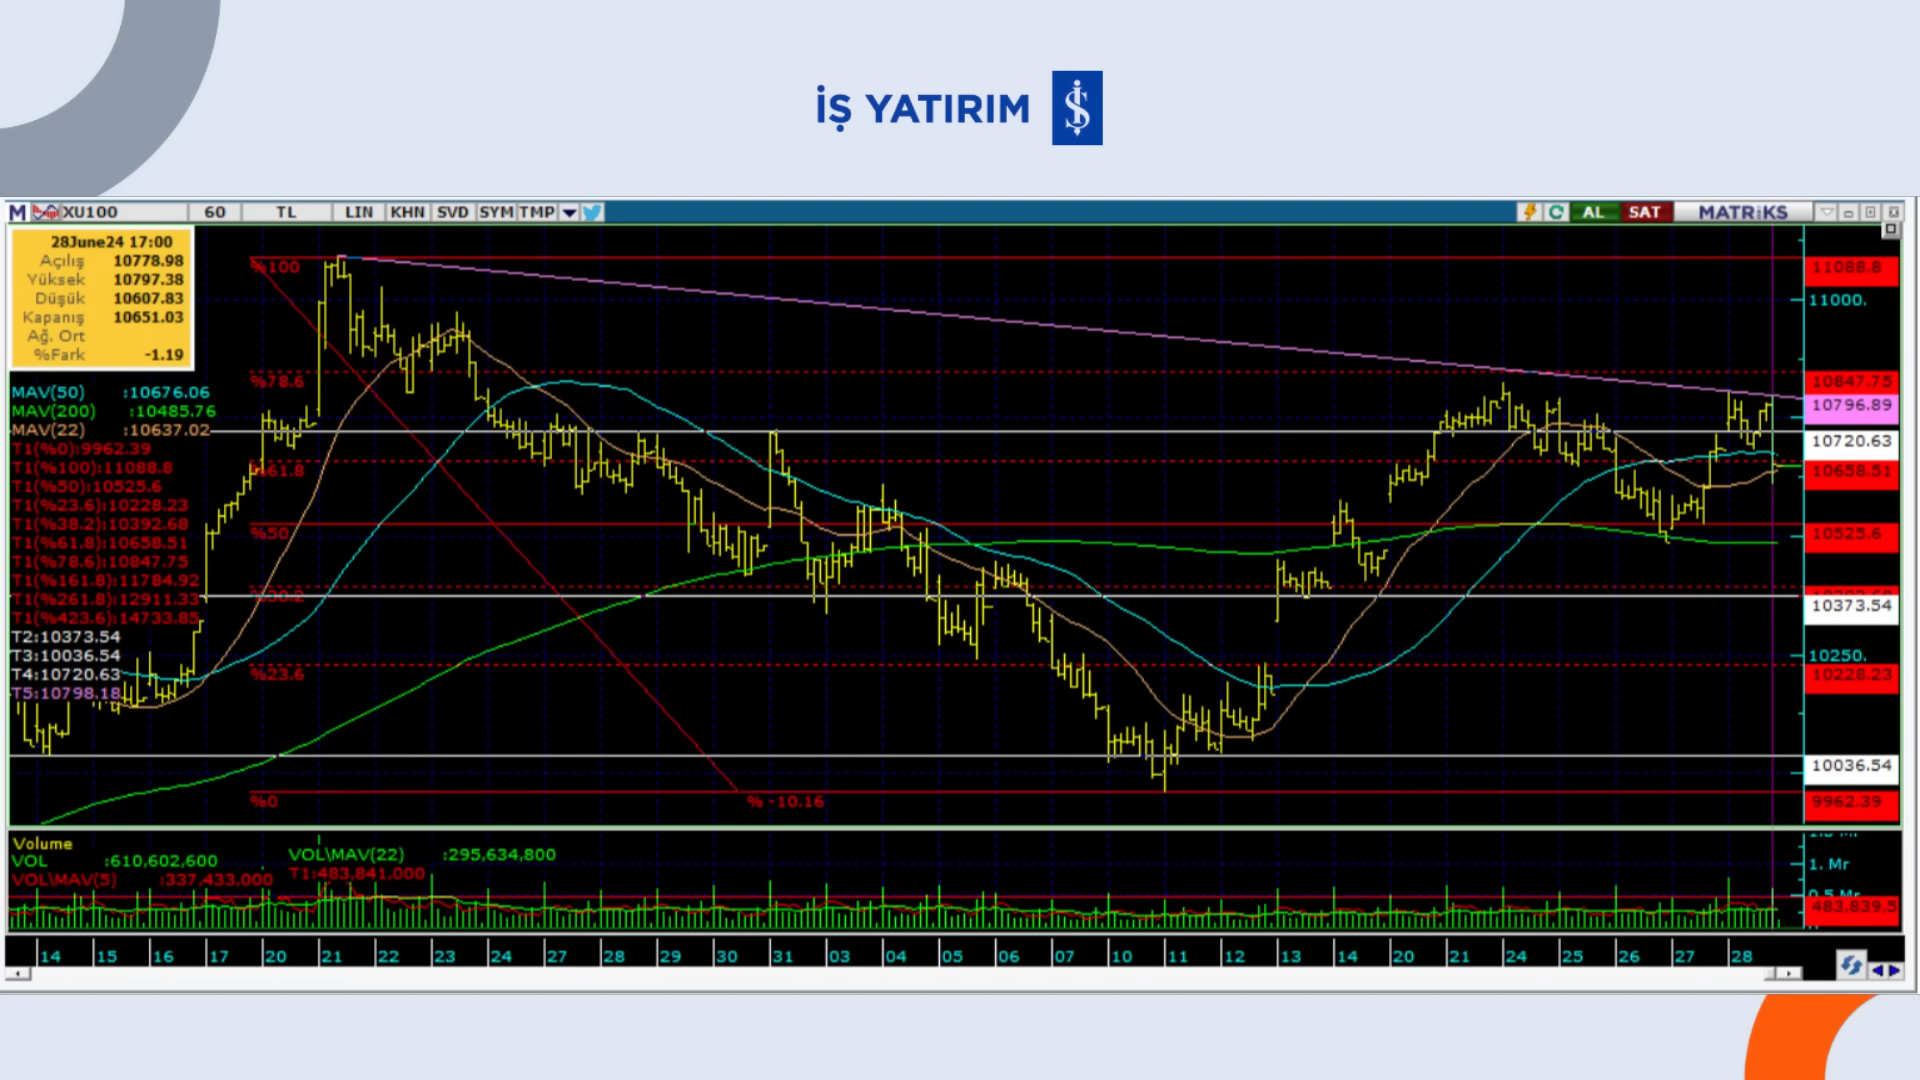 İŞ YATIRIM
M XU100 60 TL LIN KHN SVD SYM TMP AL SAT MATRiKS
28June24 17:00
Açılış 10778.98
Yüksek 10797.38
Düşük 10607.83
Kapanış 10651.03
Ağ. Ort
%Fark -1.19
MAV(50) :10676.06
MAV(200) :10485.76
MAV(22) :10637.02
T1(%0):9962.39
T1(%100):11088.8
T1(%50):10525.6
T1(%23.6):10228.23
T1(%38.2):10392.68
T1(%61.8):10658.51
T1(%78.6):10847.75
T1(%161.8):11784.92
T1(%261.8):12911.33
T1(%423.6):14733.85
T2:10373.54
T3:10036.54
T4:10720.63
T5:10798.18
%100
%78.6
%61.8
%50
%23.6
%0
% -10.16
11088.8
11000.
10847.75
10796.89
10720.63
10658.51
10525.6
10373.54
10250.
10228.23
10036.54
9962.39
Volume
VOL :610,602,600
VOL\MAV(22) :295,634,800
VOL\MAV(5) :337,433,000
T1:483,841,000
1. Mr
483,839,5
14 15 16 17 20 21 22 23 24 27 28 29 30 31 03 04 05 06 07 10 11 12 13 14 20 21 24 25 26 27 28